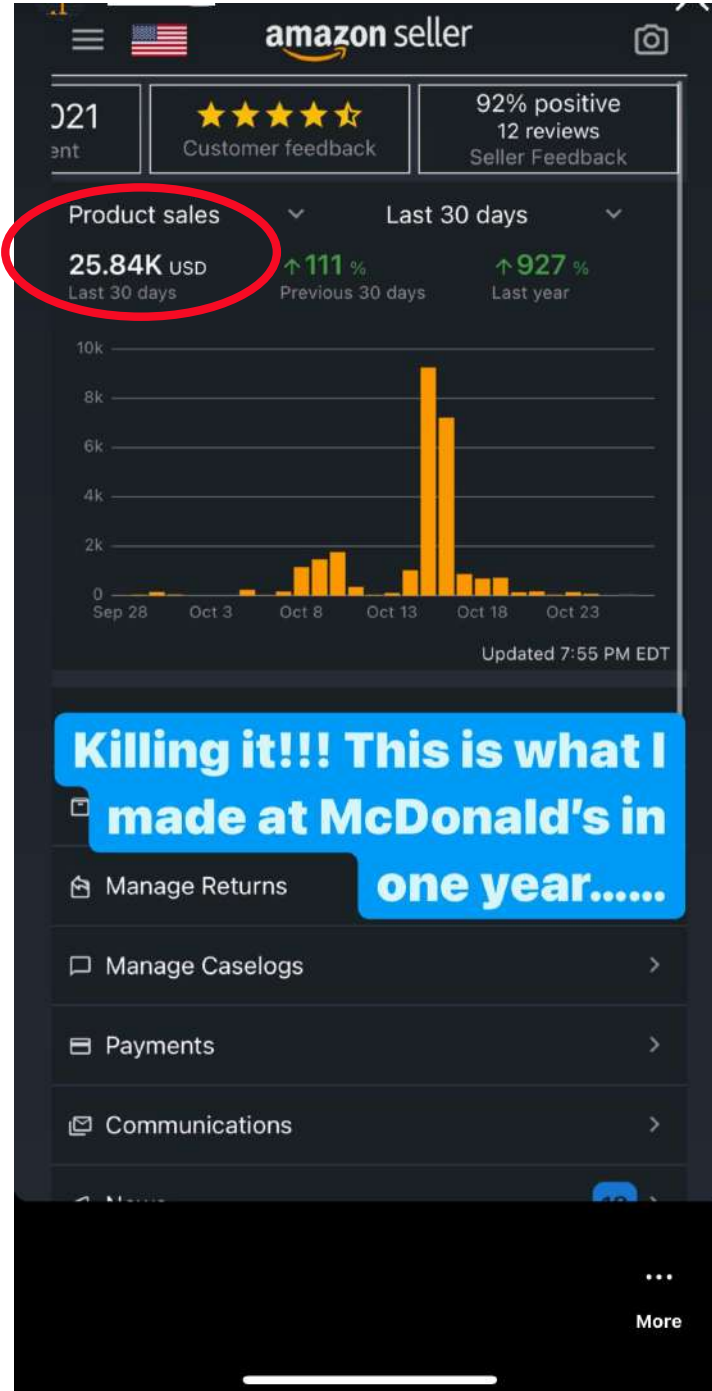 amazon seller
021
ent
Customer feedback
92% positive
12 reviews
Seller Feedback
Product sales
Last 30 days
25.84K USD
Last 30 days
↑111 %
Previous 30 days
↑927 %
Last year
10k
8k
6k
4k
2k
0
Sep 28 Oct 3 Oct 8 Oct 13 Oct 18 Oct 23
Updated 7:55 PM EDT
Killing it!!! This is what I
made at McDonald’s in
one year......
Manage Returns
Manage Caselogs
Payments
Communications
More